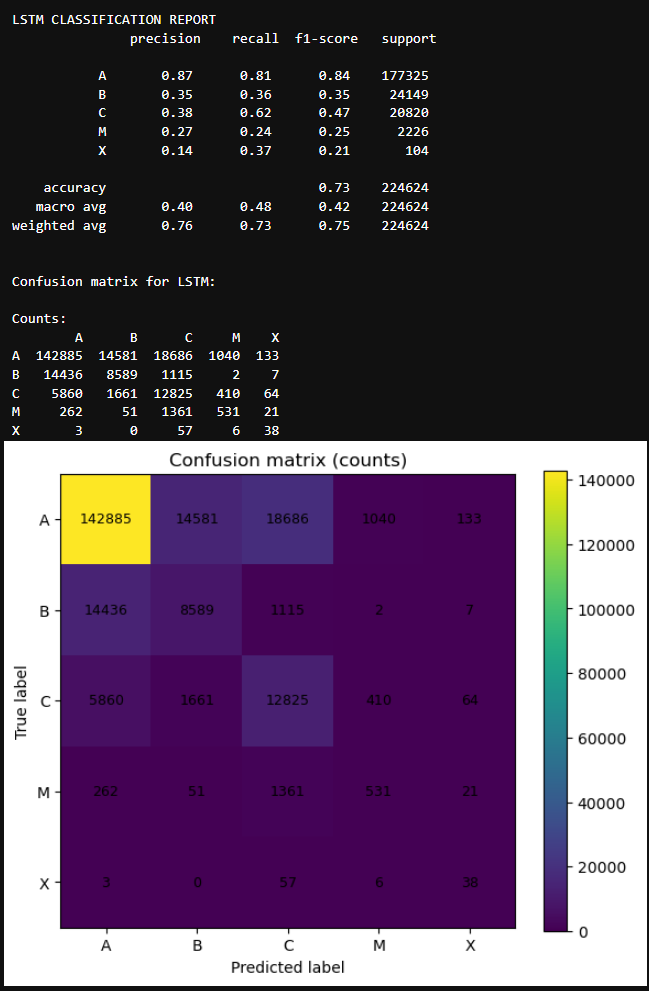 LSTM CLASSIFICATION REPORT
precision recall f1-score support
A 0.87 0.81 0.84 177325
B 0.35 0.36 0.35 24149
C 0.38 0.62 0.47 20820
M 0.27 0.24 0.25 2226
X 0.14 0.37 0.21 104
accuracy 0.73 224624
macro avg 0.40 0.48 0.42 224624
weighted avg 0.76 0.73 0.75 224624
Confusion matrix for LSTM:
Counts:
A B C M X
A 142885 14581 18686 1040 133
B 14436 8589 1115 2 7
C 5860 1661 12825 410 64
M 262 51 1361 531 21
X 3 0 57 6 38
Confusion matrix (counts)
A 142885 14581 18686 1040 133
B 14436 8589 1115 2 7
C 5860 1661 12825 410 64
M 262 51 1361 531 21
X 3 0 57 6 38
A B C M X
True label
Predicted label
140000
120000
100000
80000
60000
40000
20000
0